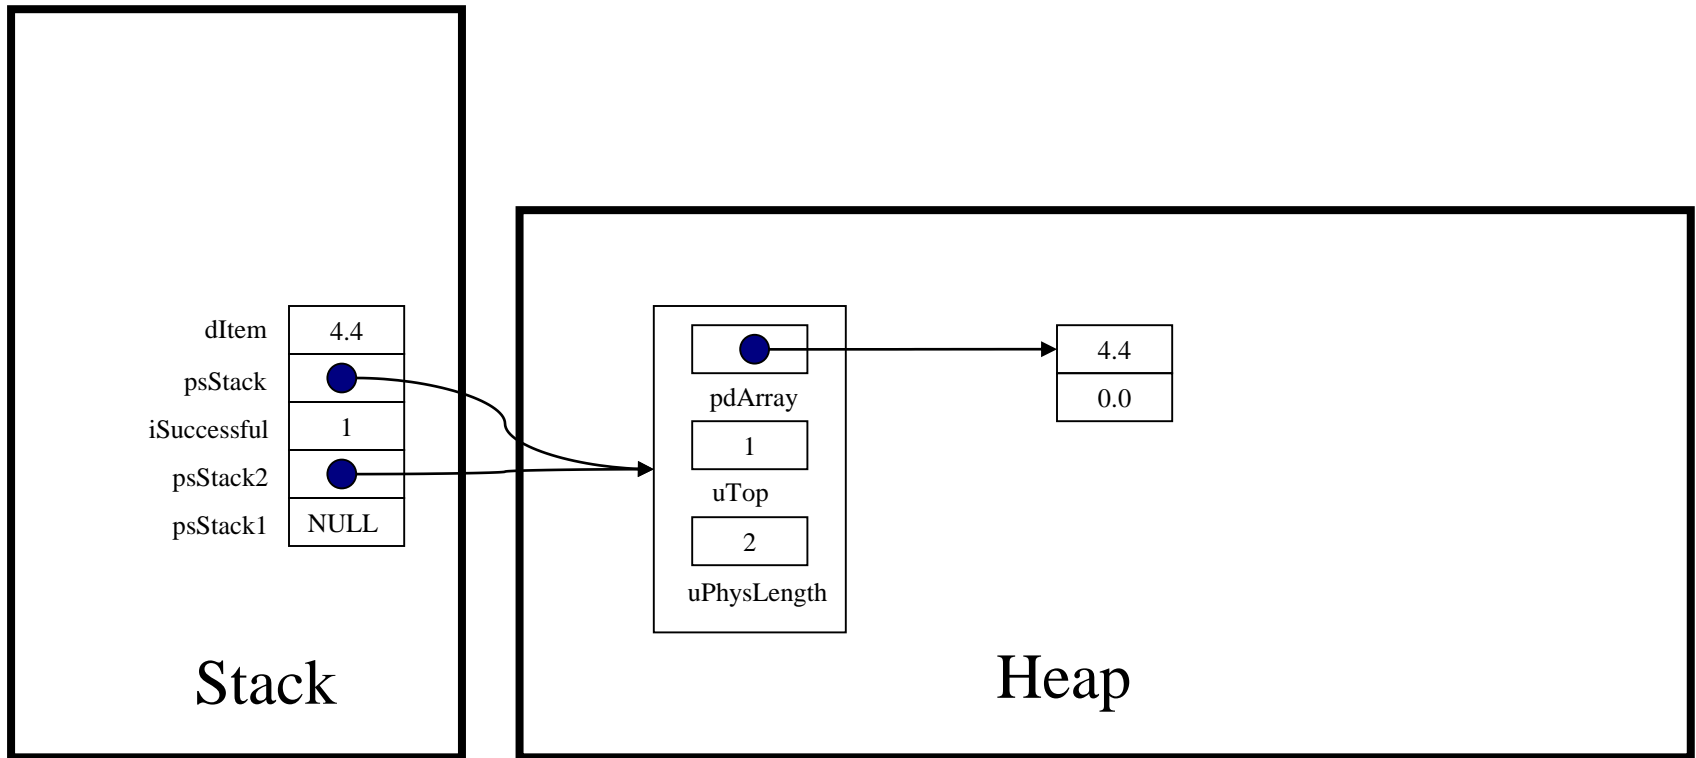 dItem 4.4
psStack
iSuccessful 1
psStack2
psStack1 NULL
Stack
pdArray
1
uTop
2
uPhysLength
4.4
0.0
Heap